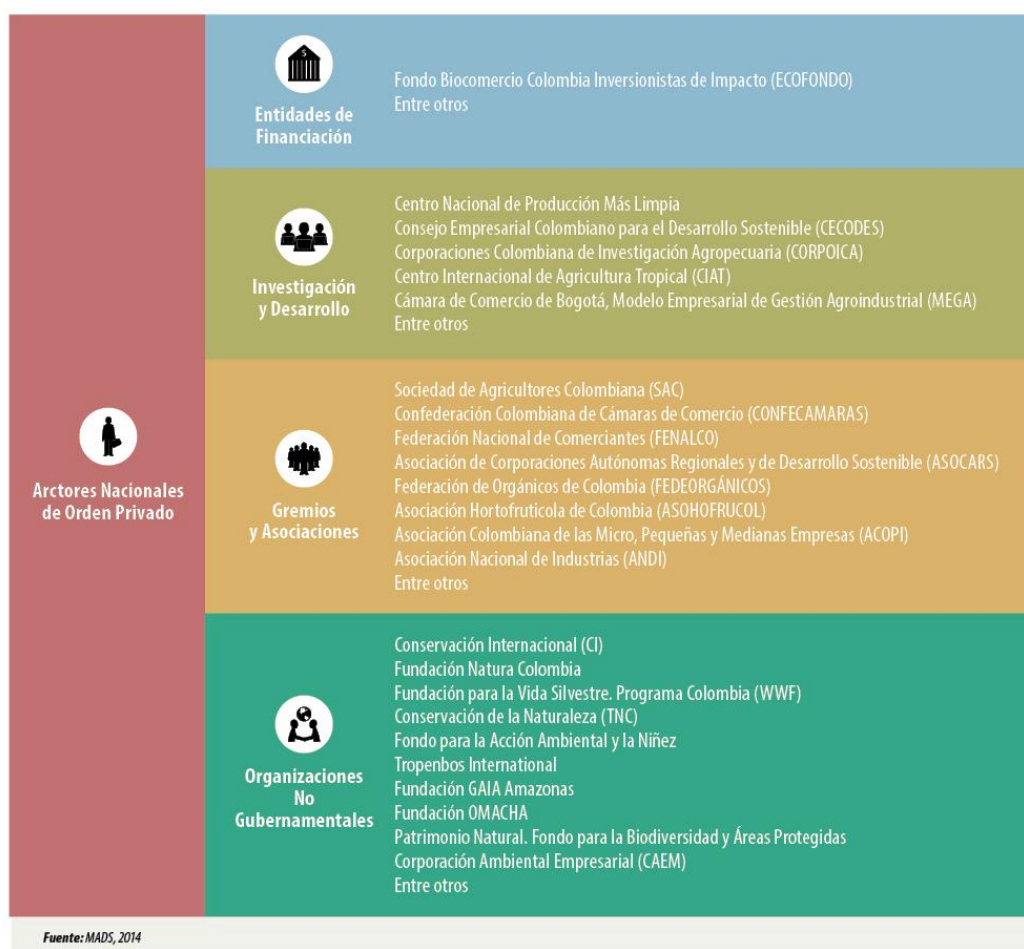 Arctores Nacionales
de Orden Privado
Entidades de
Financiación
Fondo Biocomercio Colombia Inversionistas de Impacto (ECOFONDO)
Entre otros
Investigación
y Desarrollo
Centro Nacional de Producción Más Limpia
Consejo Empresarial Colombiano para el Desarrollo Sostenible (CECODES)
Corporaciones Colombiana de Investigación Agropecuaria (CORPOICA)
Centro Internacional de Agricultura Tropical (CIAT)
Cámara de Comercio de Bogotá, Modelo Empresarial de Gestión Agroindustrial (MEGA)
Entre otros
Gremios
y Asociaciones
Sociedad de Agricultores Colombiana (SAC)
Confederación Colombiana de Cámaras de Comercio (CONFECAMARAS)
Federación Nacional de Comerciantes (FENALCO)
Asociación de Corporaciones Autónomas Regionales y de Desarrollo Sostenible (ASOCARS)
Federación de Orgánicos de Colombia (FEDEORGÁNICOS)
Asociación Hortofruticola de Colombia (ASOHOFRUCOL)
Asociación Colombiana de las Micro, Pequeñas y Medianas Empresas (ACOPI)
Asociación Nacional de Industrias (ANDI)
Entre otros
Organizaciones
No
Gubernamentales
Conservación Internacional (CI)
Fundación Natura Colombia
Fundación para la Vida Silvestre. Programa Colombia (WWF)
Conservación de la Naturaleza (TNC)
Fondo para la Acción Ambiental y la Niñez
Tropenbos International
Fundación GAIA Amazonas
Fundación OMACHA
Patrimonio Natural. Fondo para la Biodiversidad y Áreas Protegidas
Corporación Ambiental Empresarial (CAEM)
Entre otros
Fuente: MADS, 2014